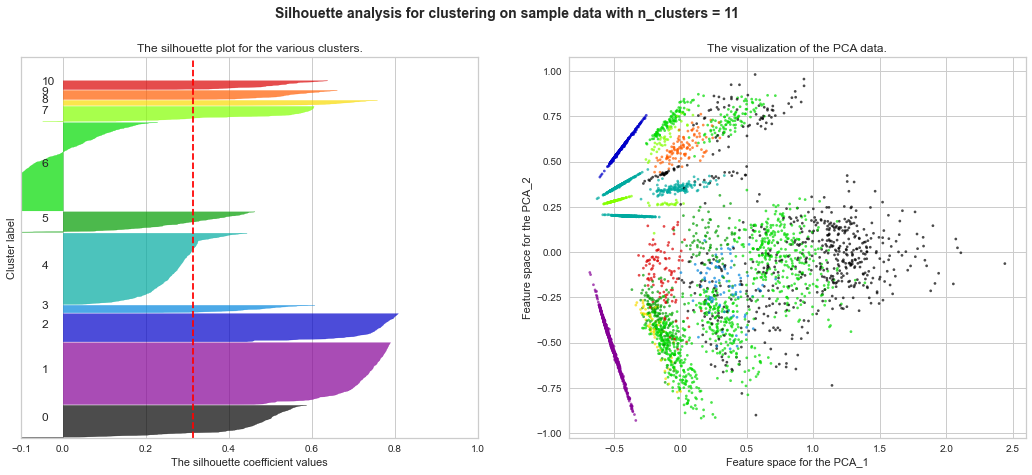 Silhouette analysis for clustering on sample data with n_clusters = 11
The silhouette plot for the various clusters.
10
9
8
7
6
5
4
3
2
1
0
Cluster label
−0.1 0.0 0.2 0.4 0.6 0.8 1.0
The silhouette coefficient values
The visualization of the PCA data.
1.00
0.75
0.50
0.25
0.00
−0.25
−0.50
−0.75
−1.00
Feature space for the PCA_2
−0.5 0.0 0.5 1.0 1.5 2.0 2.5
Feature space for the PCA_1